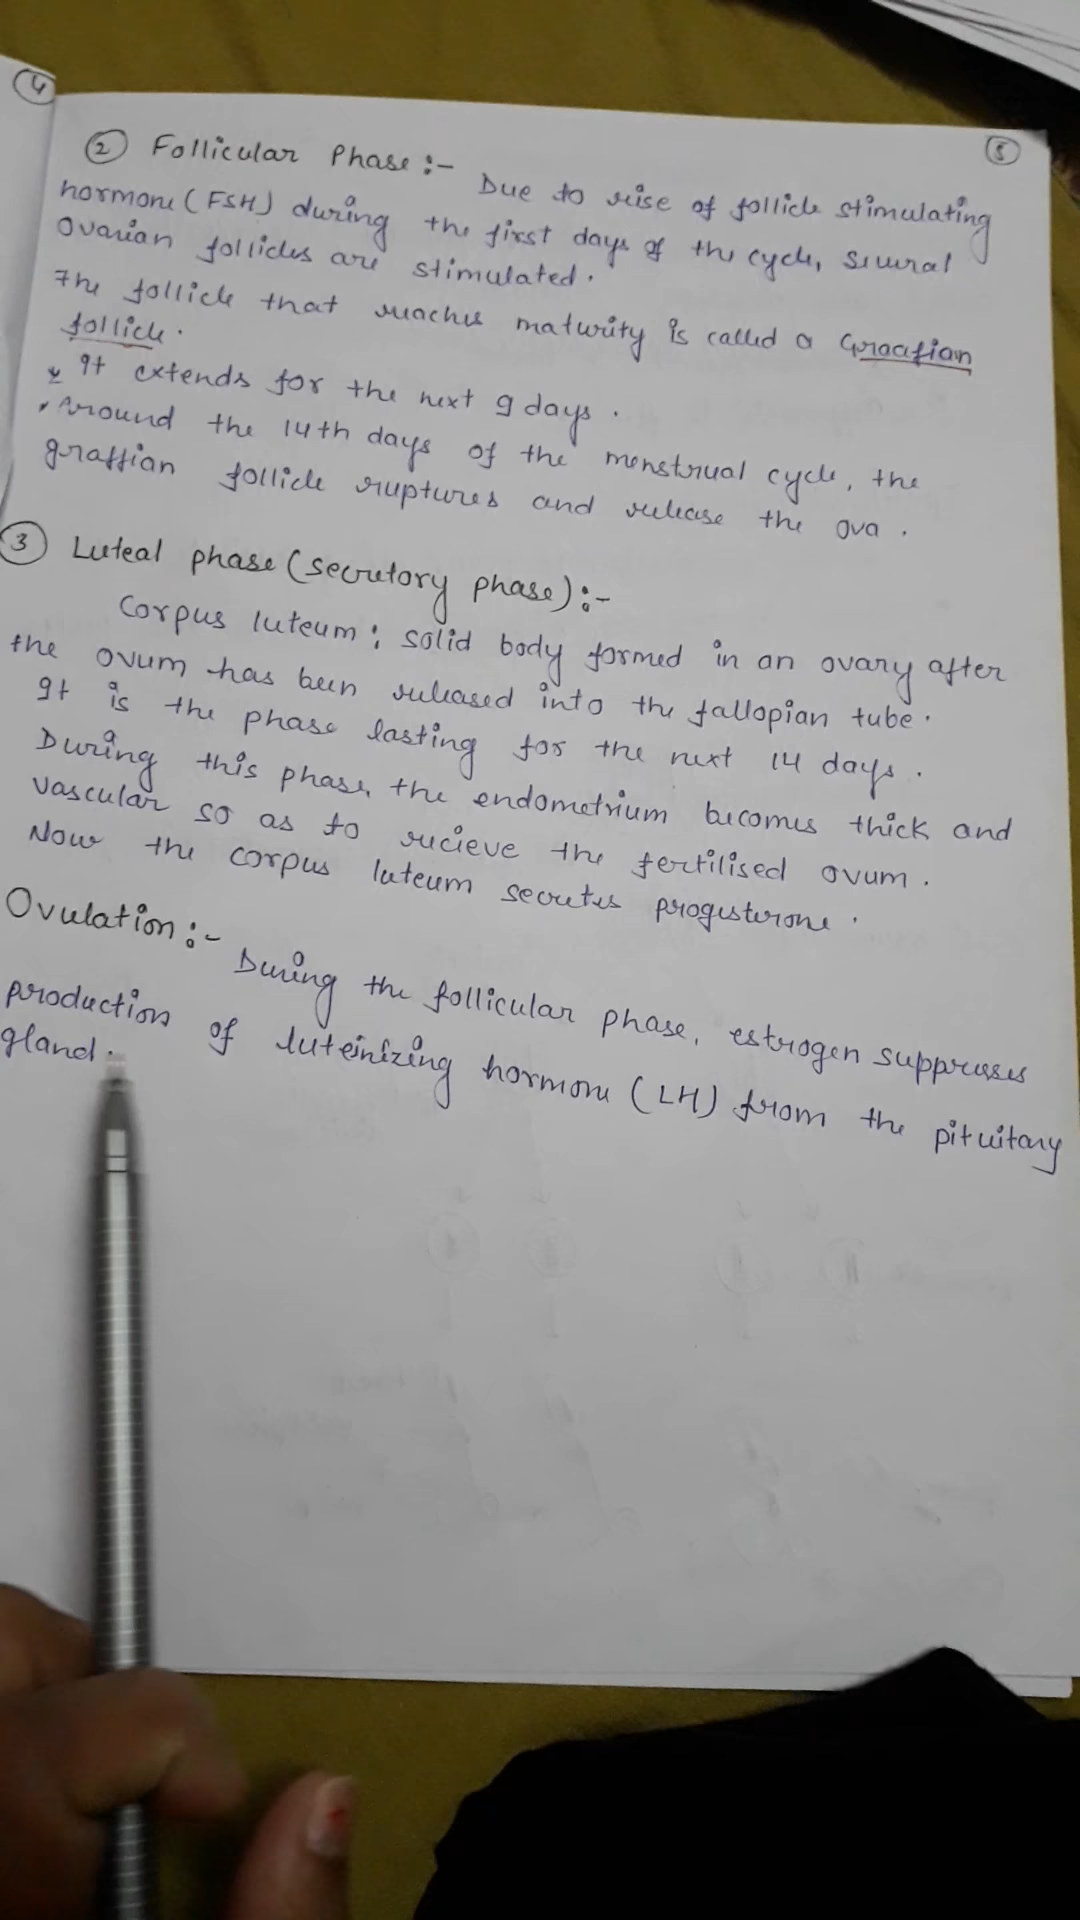 4
5
② Follicular Phase :-
Due to rise of follicle stimulating
hormone (FSH) during the first days of the cycle, several
Ovarian follicles are stimulated.
The follicle that reaches maturity is called a Graafian
follicle.
It extends for the next 9 days.
Around the 14th days of the menstrual cycle, the
graffian follicle ruptures and release the ova.
③ Luteal phase (secretory phase) :-
Corpus luteum: solid body formed in an ovary after
the ovum has been released into the fallopian tube.
It is the phase lasting for the next 14 days.
During this phase, the endometrium becomes thick and
vascular so as to recieve the fertilised ovum.
Now the corpus luteum secretes progesterone.
Ovulation :-
During the follicular phase, estrogen suppresses
production of luteinizing hormone (LH) from the pituitary
gland.